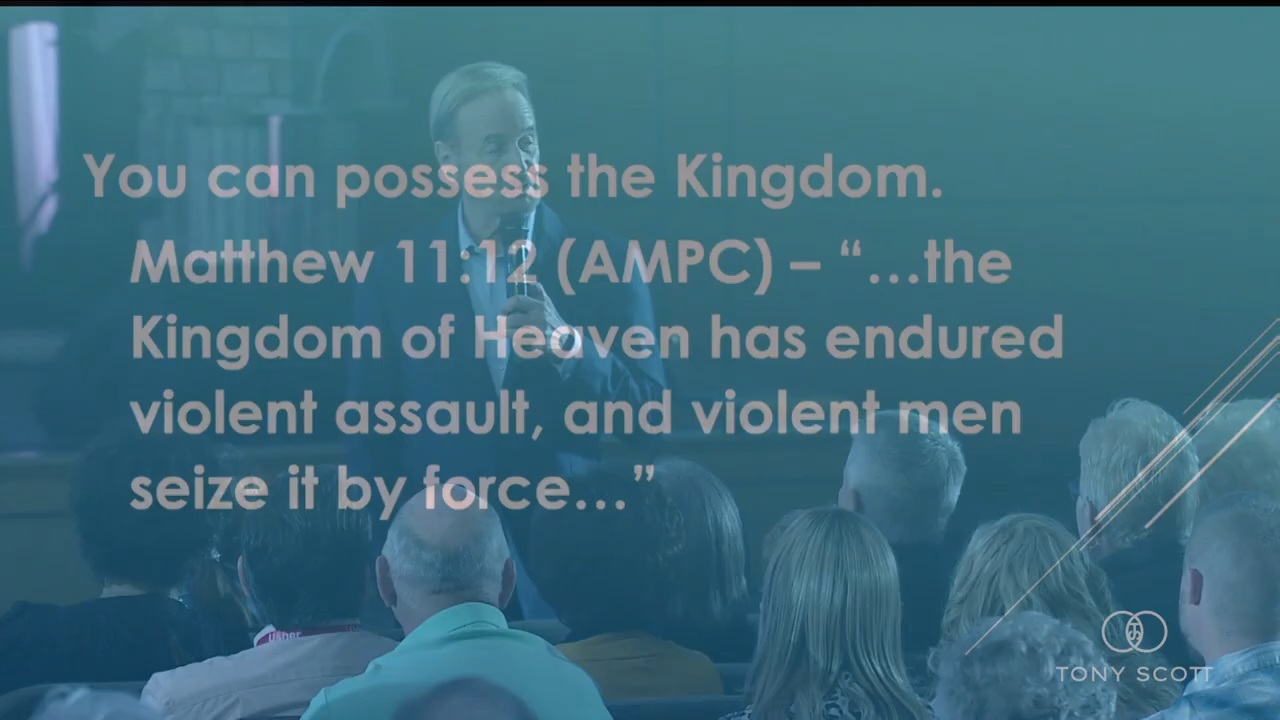 You can possess the Kingdom.
Matthew 11:12 (AMPC) – “…the
Kingdom of Heaven has endured
violent assault, and violent men
seize it by force…”
usher
TONY SCOTT